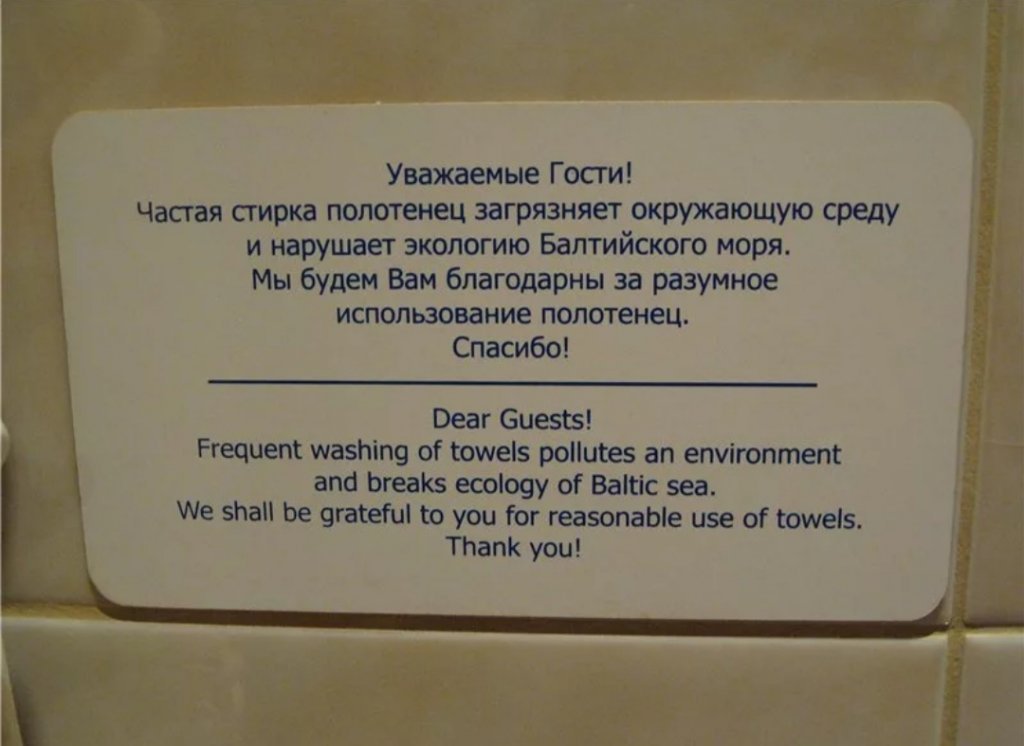 Уважаемые Гости!
Частая стирка полотенец загрязняет окружающую среду
и нарушает экологию Балтийского моря.
Мы будем Вам благодарны за разумное
использование полотенец.
Спасибо!
Dear Guests!
Frequent washing of towels pollutes an environment
and breaks ecology of Baltic sea.
We shall be grateful to you for reasonable use of towels.
Thank you!